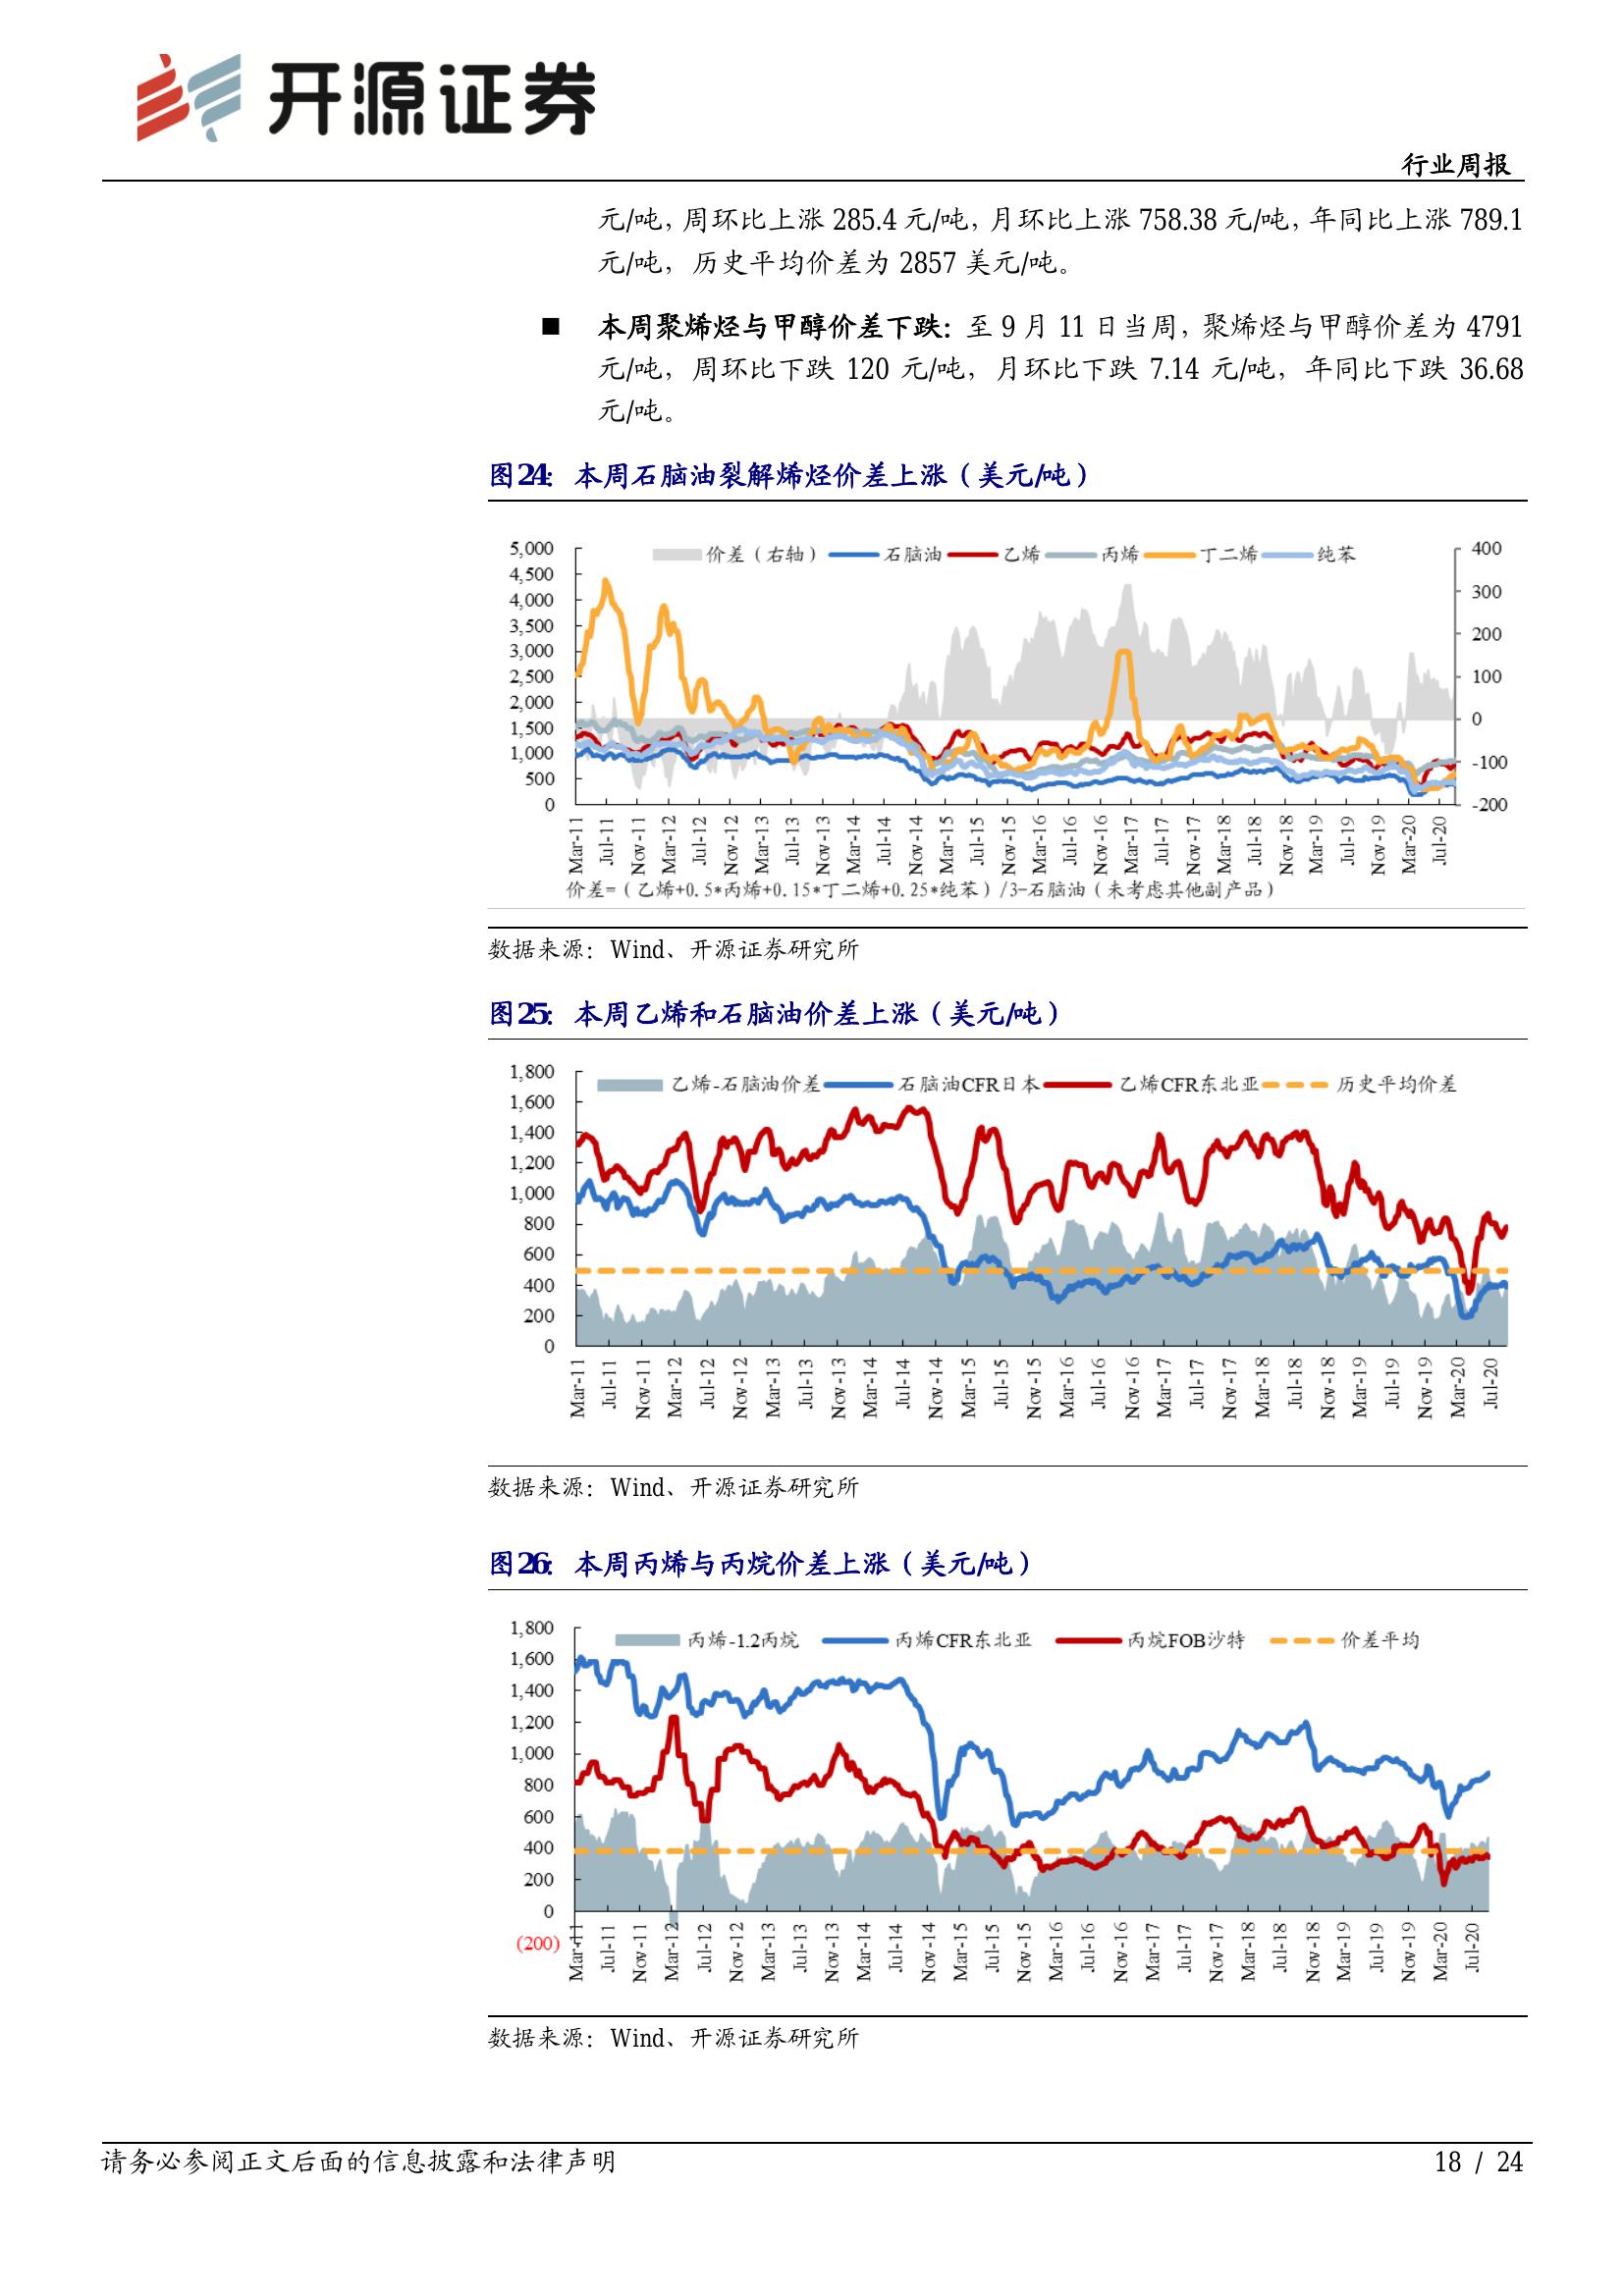 开源证券
行业周报
元/吨，周环比上涨 285.4 元/吨，月环比上涨 758.38 元/吨，年同比上涨 789.1
元/吨，历史平均价差为 2857 美元/吨。
■ 本周聚烯烃与甲醇价差下跌：至 9 月 11 日当周，聚烯烃与甲醇价差为 4791
元/吨，周环比下跌 120 元/吨，月环比下跌 7.14 元/吨，年同比下跌 36.68
元/吨。
图24：本周石脑油裂解烯烃价差上涨（美元/吨）
价差（右轴） 石脑油 乙烯 丙烯 丁二烯 纯苯
5,000
4,500
4,000
3,500
3,000
2,500
2,000
1,500
1,000
500
0
400
300
200
100
0
-100
-200
Mar-11 Jul-11 Nov-11 Mar-12 Jul-12 Nov-12 Mar-13 Jul-13 Nov-13 Mar-14 Jul-14 Nov-14 Mar-15 Jul-15 Nov-15 Mar-16 Jul-16 Nov-16 Mar-17 Jul-17 Nov-17 Mar-18 Jul-18 Nov-18 Mar-19 Jul-19 Nov-19 Mar-20 Jul-20
价差=（乙烯+0.5*丙烯+0.15*丁二烯+0.25*纯苯）/3-石脑油（未考虑其他副产品）
数据来源：Wind、开源证券研究所
图25：本周乙烯和石脑油价差上涨（美元/吨）
乙烯-石脑油价差 石脑油CFR日本 乙烯CFR东北亚 历史平均价差
1,800
1,600
1,400
1,200
1,000
800
600
400
200
0
Mar-11 Jul-11 Nov-11 Mar-12 Jul-12 Nov-12 Mar-13 Jul-13 Nov-13 Mar-14 Jul-14 Nov-14 Mar-15 Jul-15 Nov-15 Mar-16 Jul-16 Nov-16 Mar-17 Jul-17 Nov-17 Mar-18 Jul-18 Nov-18 Mar-19 Jul-19 Nov-19 Mar-20 Jul-20
数据来源：Wind、开源证券研究所
图26：本周丙烯与丙烷价差上涨（美元/吨）
丙烯-1.2丙烷 丙烯CFR东北亚 丙烷FOB沙特 价差平均
1,800
1,600
1,400
1,200
1,000
800
600
400
200
0
(200)
Mar-11 Jul-11 Nov-11 Mar-12 Jul-12 Nov-12 Mar-13 Jul-13 Nov-13 Mar-14 Jul-14 Nov-14 Mar-15 Jul-15 Nov-15 Mar-16 Jul-16 Nov-16 Mar-17 Jul-17 Nov-17 Mar-18 Jul-18 Nov-18 Mar-19 Jul-19 Nov-19 Mar-20 Jul-20
数据来源：Wind、开源证券研究所
请务必参阅正文后面的信息披露和法律声明
18 / 24